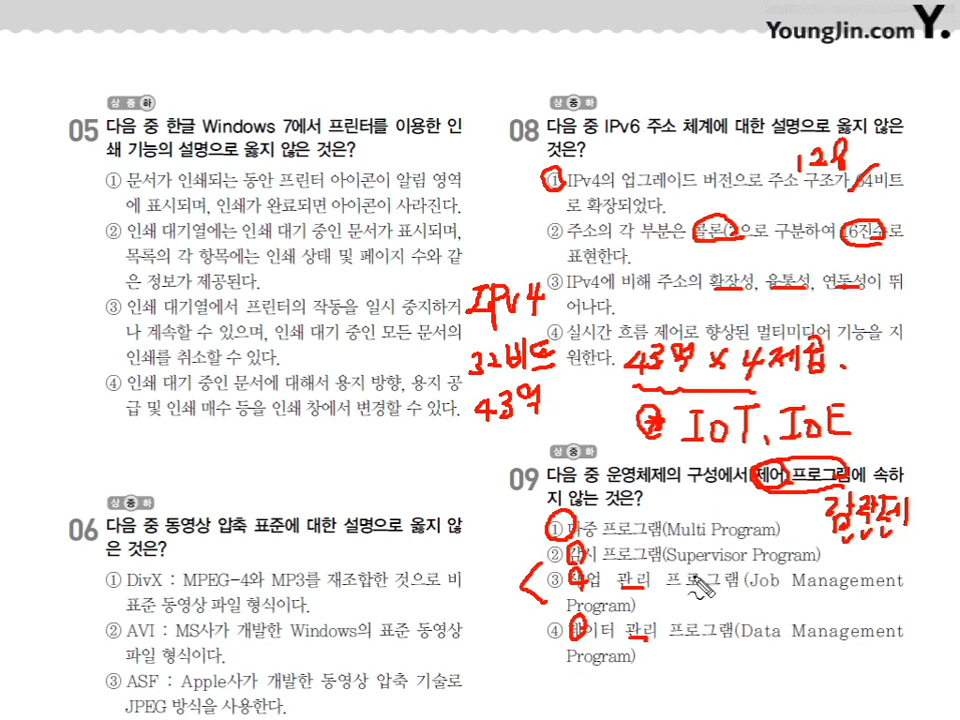 YoungJin.com Y.
상 중 하
05 다음 중 한글 Windows 7에서 프린터를 이용한 인
쇄 기능의 설명으로 옳지 않은 것은?
① 문서가 인쇄되는 동안 프린터 아이콘이 알림 영역
에 표시되며, 인쇄가 완료되면 아이콘이 사라진다.
② 인쇄 대기열에는 인쇄 대기 중인 문서가 표시되며,
목록의 각 항목에는 인쇄 상태 및 페이지 수와 같
은 정보가 제공된다.
③ 인쇄 대기열에서 프린터의 작동을 일시 중지하거
나 계속할 수 있으며, 인쇄 대기 중인 모든 문서의
인쇄를 취소할 수 있다.
④ 인쇄 대기 중인 문서에 대해서 용지 방향, 용지 공
급 및 인쇄 매수 등을 인쇄 창에서 변경할 수 있다.
상 중 하
06 다음 중 동영상 압축 표준에 대한 설명으로 옳지 않
은 것은?
① DivX : MPEG-4와 MP3를 재조합한 것으로 비
표준 동영상 파일 형식이다.
② AVI : MS사가 개발한 Windows의 표준 동영상
파일 형식이다.
③ ASF : Apple사가 개발한 동영상 압축 기술로
JPEG 방식을 사용한다.
IPv4
32비트
43억
상 중 하
08 다음 중 IPv6 주소 체계에 대한 설명으로 옳지 않은
것은?
128
① IPv4의 업그레이드 버전으로 주소 구조가 64비트
로 확장되었다.
② 주소의 각 부분은 콜론(:)으로 구분하여 16진수로
표현한다.
③ IPv4에 비해 주소의 확장성, 융통성, 연동성이 뛰
어나다.
④ 실시간 흐름 제어로 향상된 멀티미디어 기능을 지
원한다.
43억 x 4제곱.
IOT, IOE
상 중 하
09 다음 중 운영체제의 구성에서 제어 프로그램에 속하
지 않는 것은?
① 다중 프로그램(Multi Program)
② 감시 프로그램(Supervisor Program)
③ 작업 관리 프로그램(Job Management
Program)
④ 데이터 관리 프로그램(Data Management
Program)